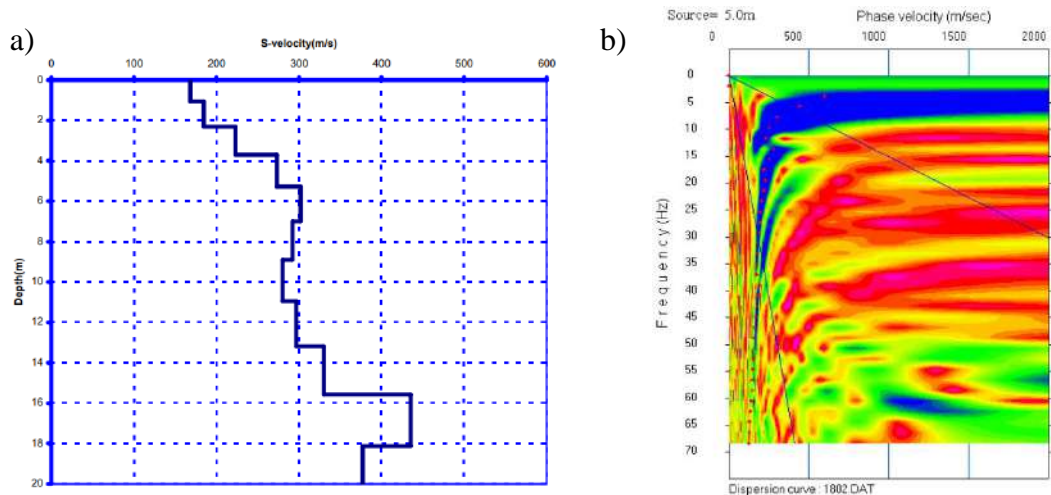 a)
S-velocity(m/s)
0 100 200 300 400 500 600
0
2
4
6
8
10
12
14
16
18
20
Depth(m)
b)
Source= 5.0m Phase velocity (m/sec)
0 500 1000 1500 2000
0
5
10
15
20
25
30
35
40
45
50
55
60
65
70
Frequency (Hz)
Dispersion curve : 1802.DAT